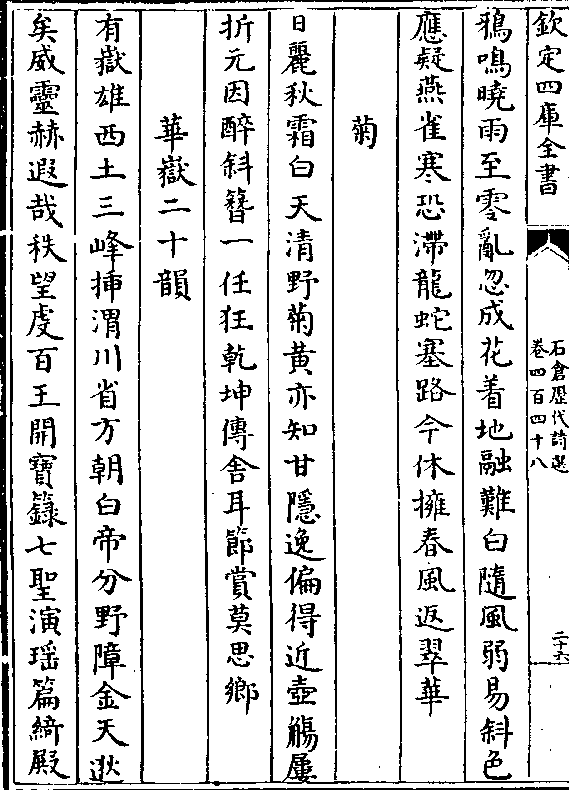 欽定四庫全書
石倉歷代詩選
卷四百四十八
二十六
鴉鳴曉雨至零亂忽成花着地融難白隨風弱易斜色
應疑燕雀寒恐滯龍蛇塞路今休擁春風返翠華
菊
日麗秋霜白天清野菊黄亦知甘隱逸偏得近壺觴屢
折元因醉斜簪一任狂乾坤傳舍耳節賞莫思鄉
華嶽二十韻
有嶽雄西土三峰揷渭川省方朝白帝分野障金天逖
矣威靈赫遐哉秩望虔百王開寶籙七聖演瑶篇綺殿